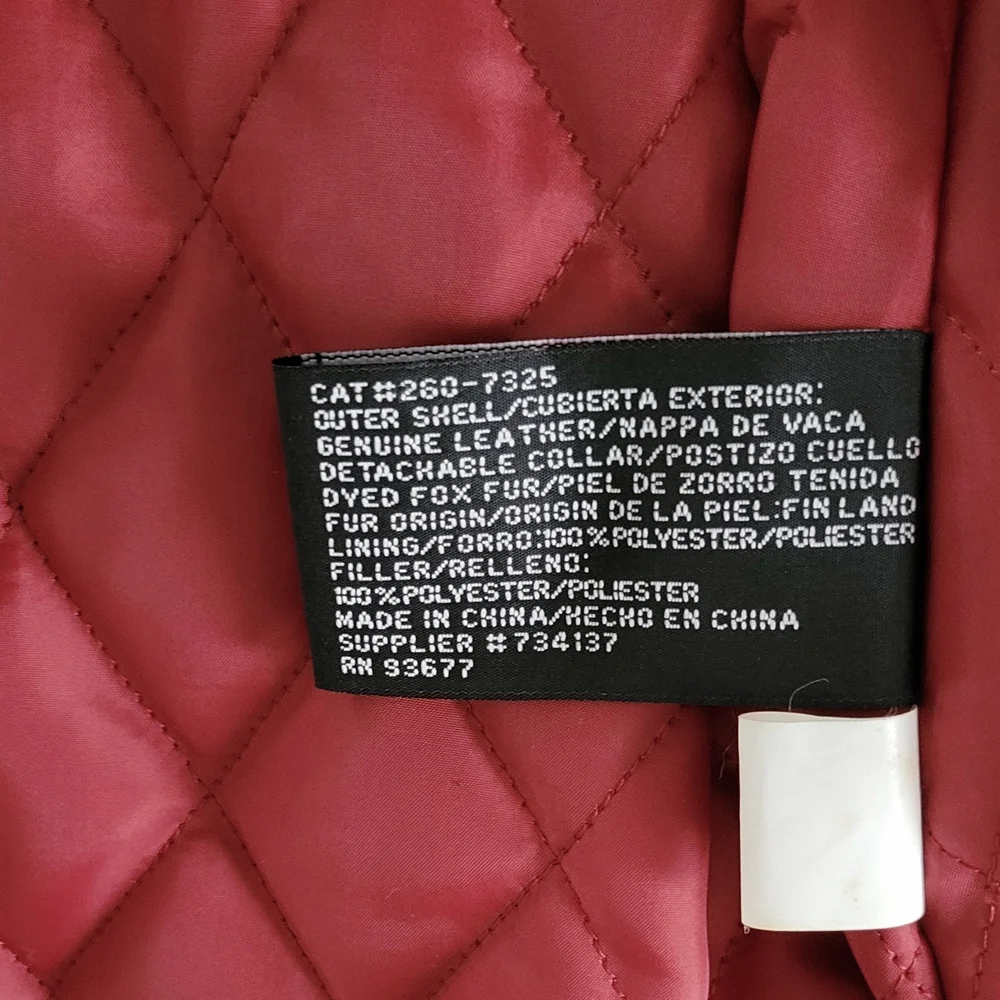 CAT#260-7325
OUTER SHELL/CUBIERTA EXTERIOR:
GENUINE LEATHER/NAPPA DE VACA
DETACHABLE COLLAR/POSTIZO CUELLO
DYED FOX FUR/PIEL DE ZORRO TENIDA
FUR ORIGIN/ORIGIN DE LA PIEL:FINLAND
LINING/FORRO:100%POLYESTER/POLIESTER
FILLER/RELLENO:
100%POLYESTER/POLIESTER
MADE IN CHINA/HECHO EN CHINA
SUPPLIER #734137
RN 93677